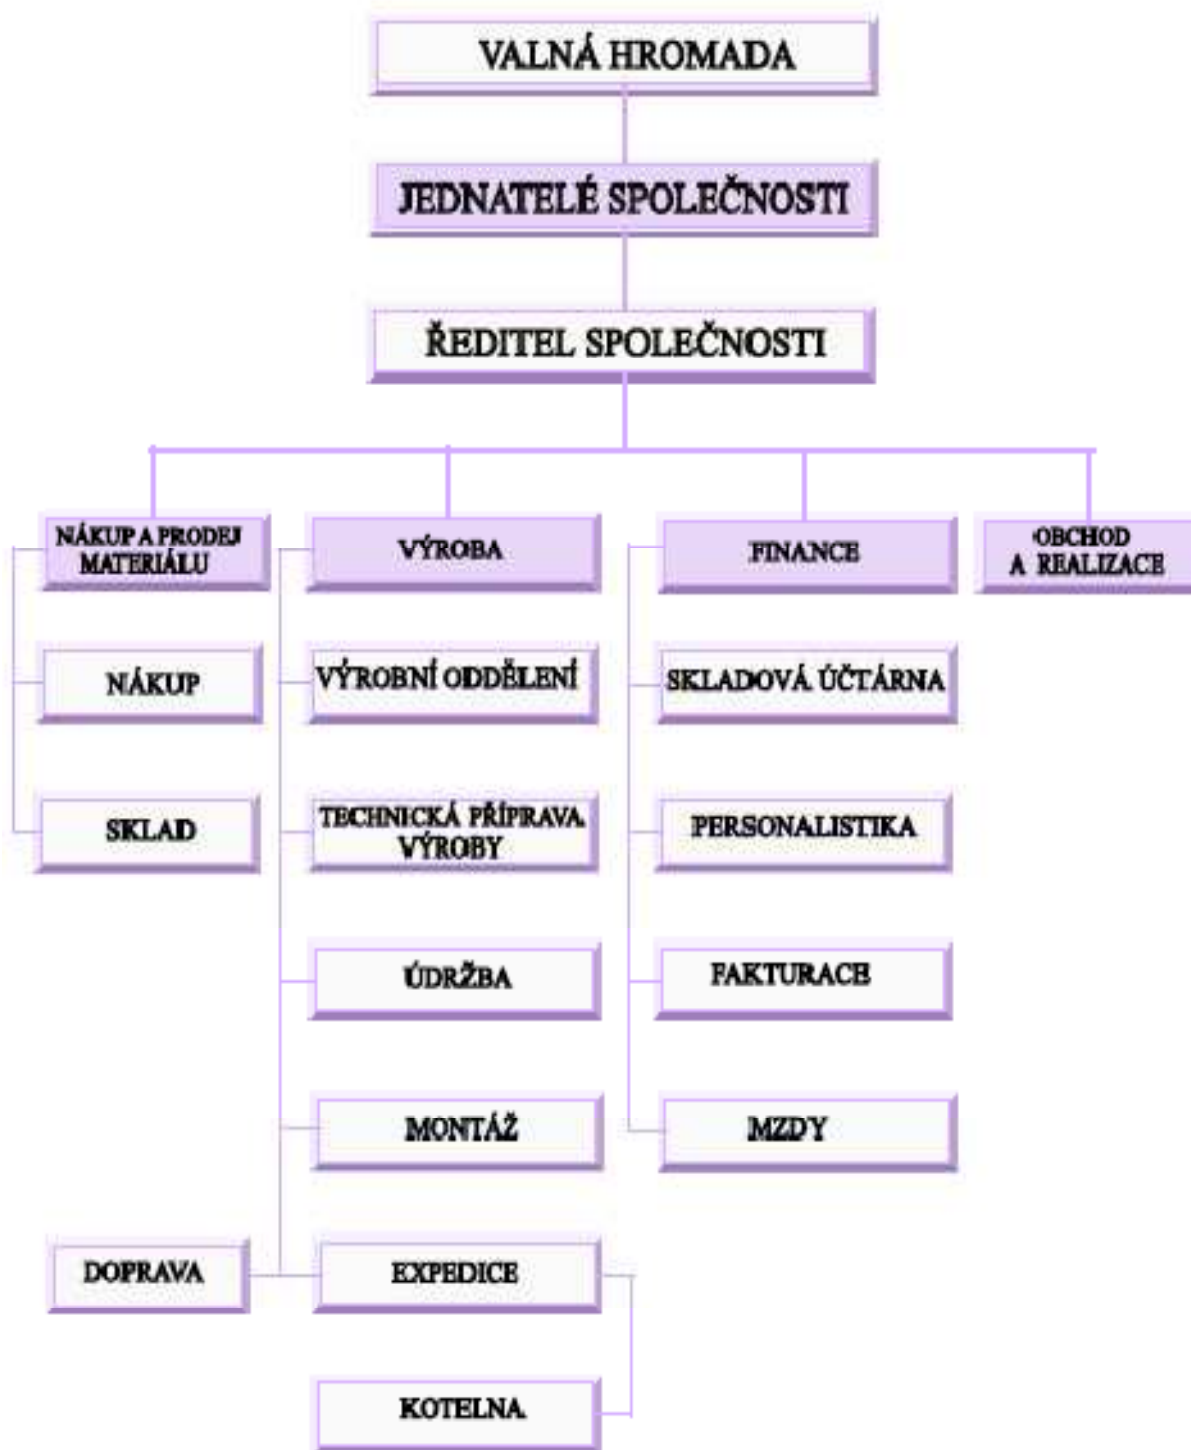 VALNÁ HROMADA
JEDNATELÉ SPOLEČNOSTI
ŘEDITEL SPOLEČNOSTI
NÁKUP A PRODEJ
MATERIÁLU
VÝROBA
FINANCE
OBCHOD
A REALIZACE
NÁKUP
VÝROBNÍ ODDĚLENÍ
SKLADOVÁ ÚČTÁRNA
SKLAD
TECHNICKÁ PŘÍPRAVA
VÝROBY
PERSONALISTIKA
ÚDRŽBA
FAKTURACE
MONTÁŽ
MZDY
DOPRAVA
EXPEDICE
KOTELNA